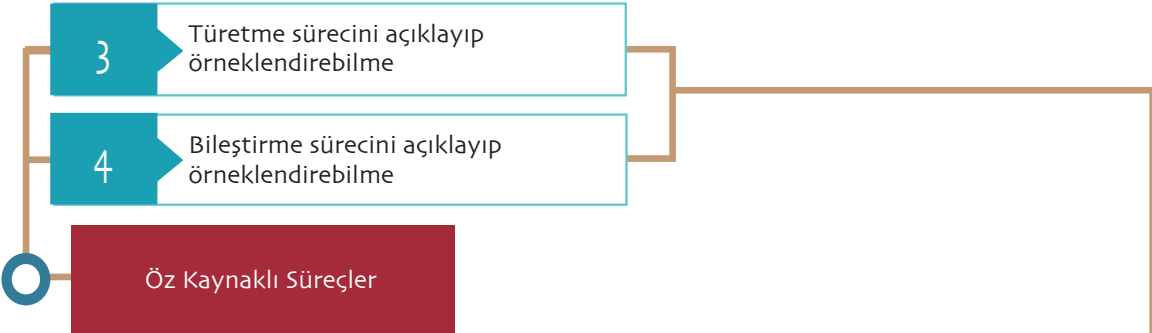 3
Türetme sürecini açıklayıp
örneklendirebilme
4
Bileştirme sürecini açıklayıp
örneklendirebilme
Öz Kaynaklı Süreçler